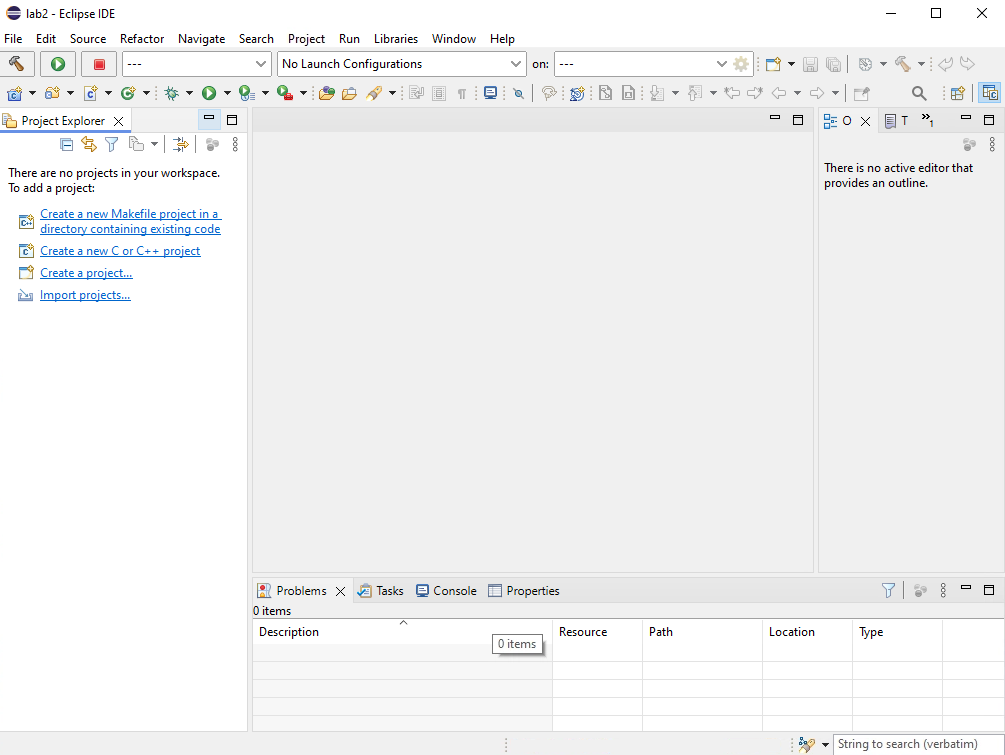 lab2 - Eclipse IDE
File Edit Source Refactor Navigate Search Project Run Libraries Window Help
--- No Launch Configurations on: ---
Project Explorer
O T »1
There are no projects in your workspace.
To add a project:
Create a new Makefile project in a
directory containing existing code
Create a new C or C++ project
Create a project...
Import projects...
There is no active editor that
provides an outline.
Problems Tasks Console Properties
0 items
Description Resource Path Location Type
0 items
String to search (verbatim)